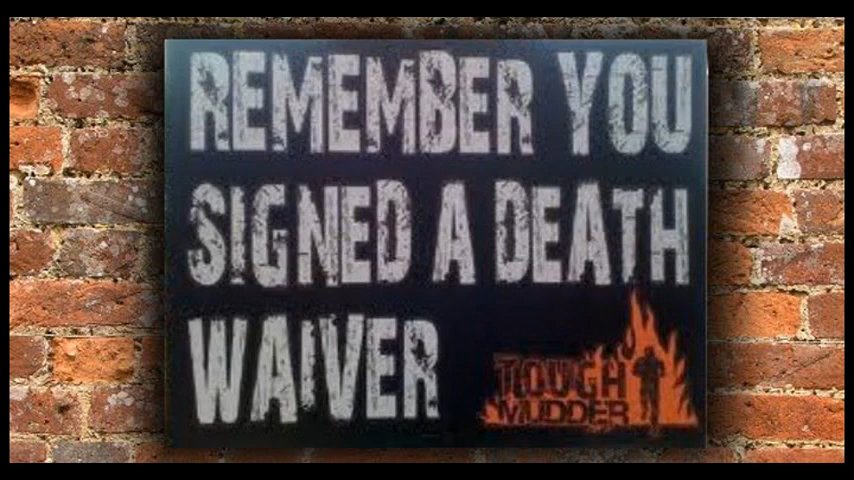 REMEMBER YOU
SIGNED A DEATH
WAIVER
TOUGH
MUDDER